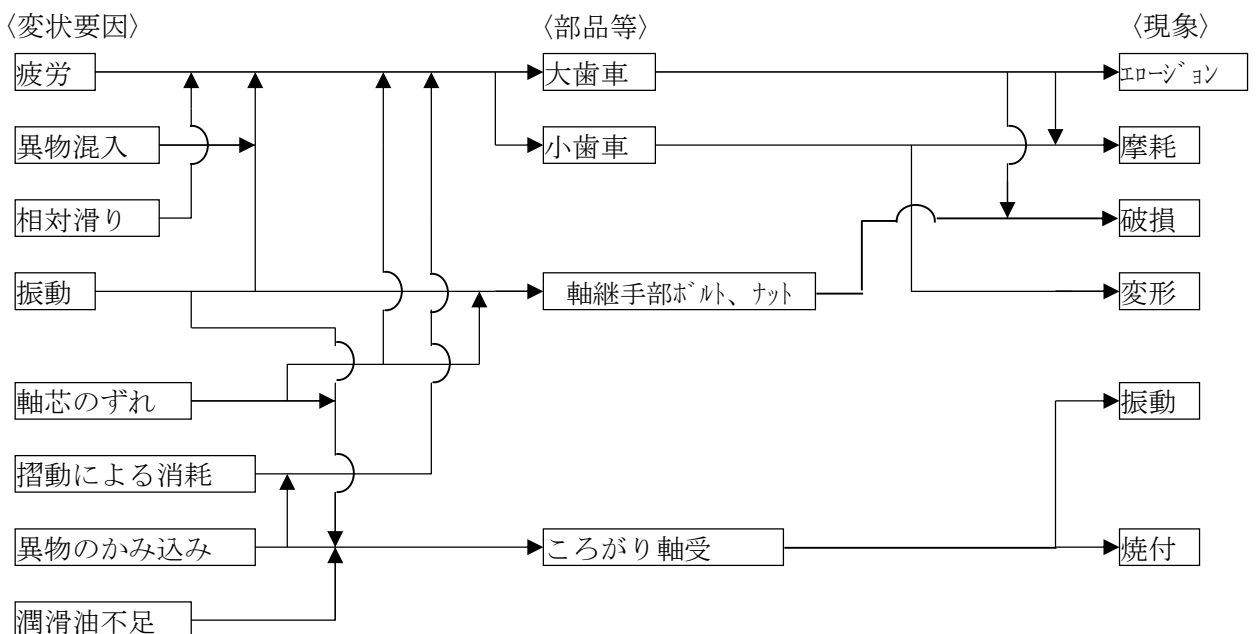 〈変状要因〉 〈部品等〉 〈現象〉
疲労 大歯車 エロージョン
異物混入 小歯車 摩耗
相対滑り 破損
振動 軸継手部ボルト、ナット 変形
軸芯のずれ 振動
摺動による消耗
異物のかみ込み ころがり軸受 焼付
潤滑油不足